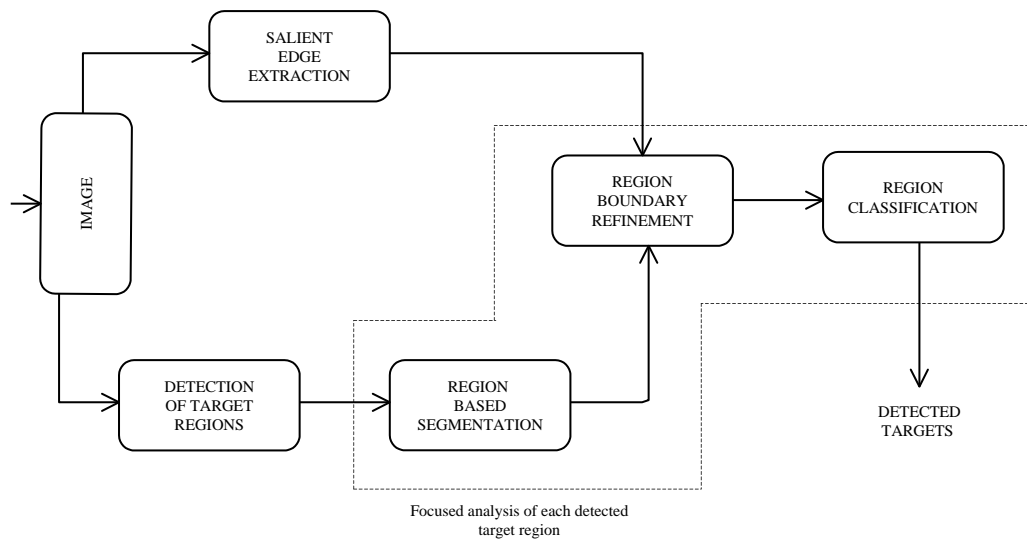 SALIENT
EDGE
EXTRACTION
IMAGE
REGION
BOUNDARY
REFINEMENT
REGION
CLASSIFICATION
DETECTION
OF TARGET
REGIONS
REGION
BASED
SEGMENTATION
DETECTED
TARGETS
Focused analysis of each detected
target region